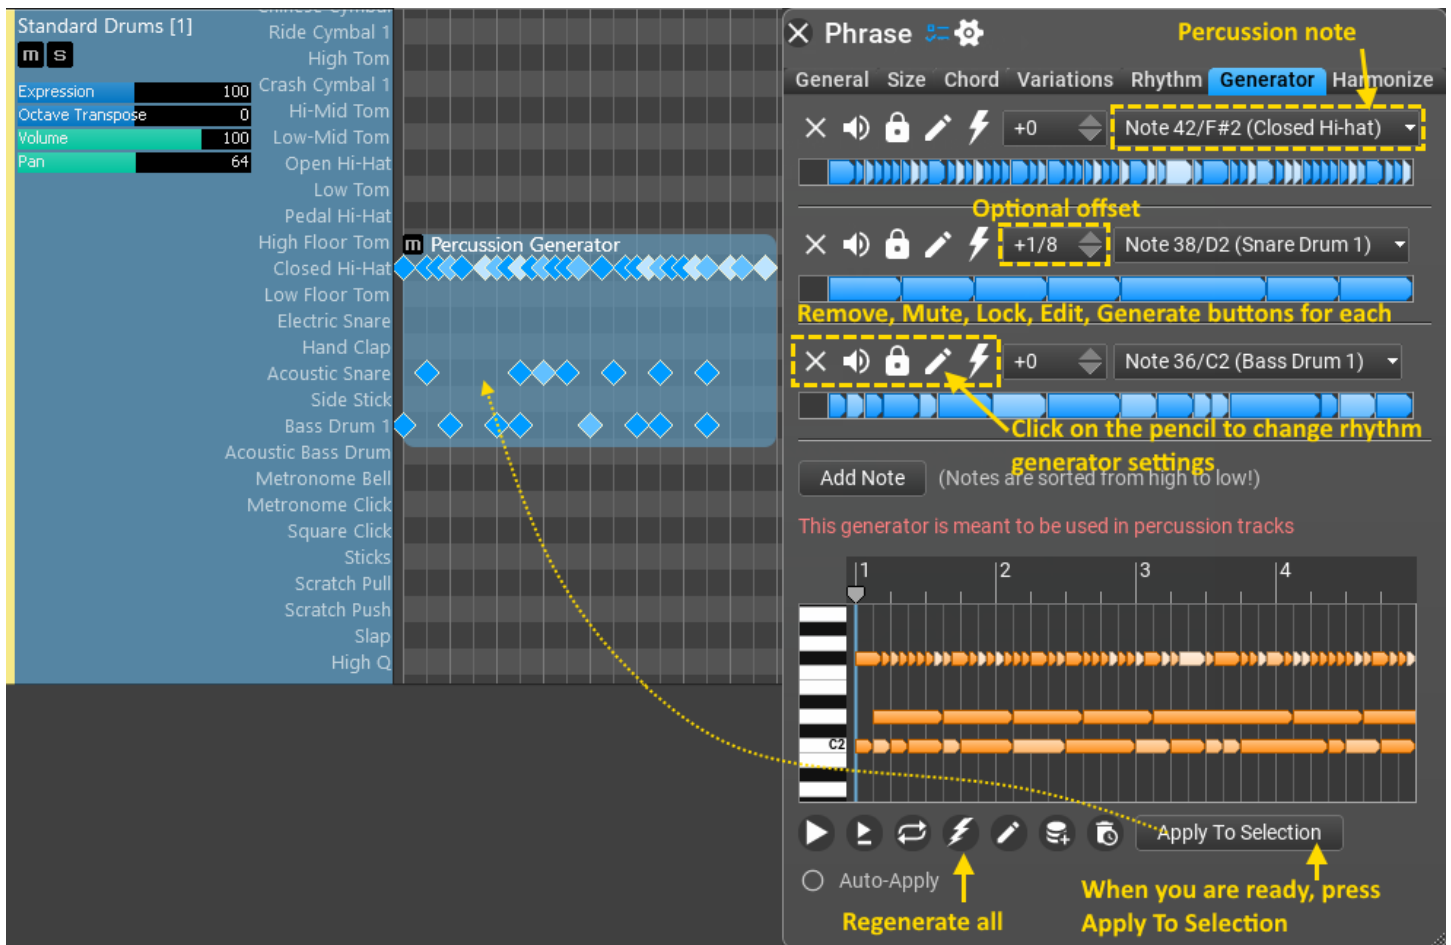 Standard Drums [1]
m s
Expression 100
Octave Transpose 0
Volume 100
Pan 64
Chinese Cymbal
Ride Cymbal 1
High Tom
Crash Cymbal 1
Hi-Mid Tom
Low-Mid Tom
Open Hi-Hat
Low Tom
Pedal Hi-Hat
High Floor Tom
Closed Hi-Hat
Low Floor Tom
Electric Snare
Hand Clap
Acoustic Snare
Side Stick
Bass Drum 1
Acoustic Bass Drum
Metronome Bell
Metronome Click
Square Click
Sticks
Scratch Pull
Scratch Push
Slap
High Q
m Percussion Generator
Phrase
Percussion note
General Size Chord Variations Rhythm Generator Harmonize
+0 Note 42/F#2 (Closed Hi-hat)
Optional offset
+1/8 Note 38/D2 (Snare Drum 1)
Remove, Mute, Lock, Edit, Generate buttons for each
+0 Note 36/C2 (Bass Drum 1)
Click on the pencil to change rhythm
generator settings
Add Note (Notes are sorted from high to low!)
This generator is meant to be used in percussion tracks
1 2 3 4
C2
Apply To Selection
Auto-Apply
Regenerate all
When you are ready, press
Apply To Selection